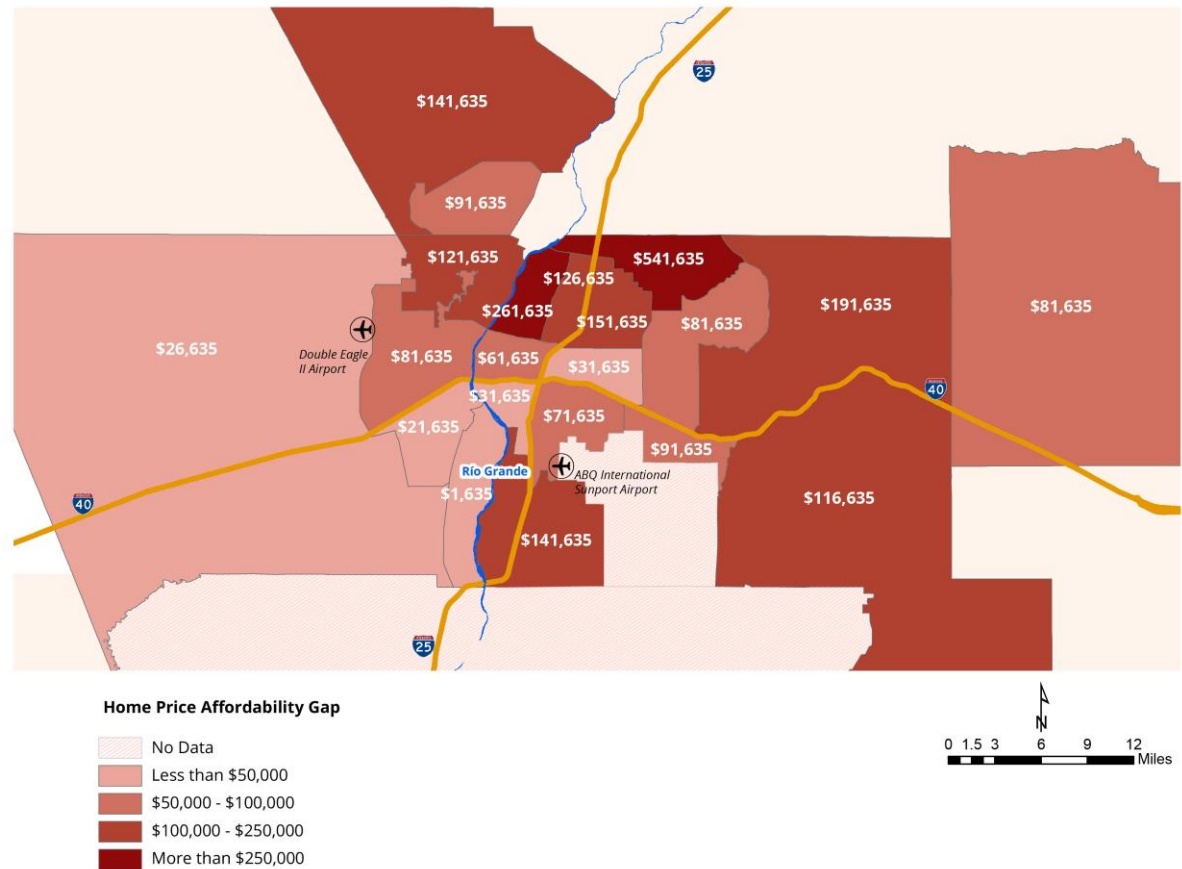 25
$141,635
$91,635
$121,635
$541,635
$126,635
$191,635
$81,635
$261,635
$151,635
$81,635
$26,635
Double Eagle
II Airport
$81,635
$61,635
$31,635
40
$31,635
$21,635
$71,635
$91,635
Río Grande
ABQ International
Sunport Airport
$1,635
$116,635
40
$141,635
25
Home Price Affordability Gap
No Data
Less than $50,000
$50,000 - $100,000
$100,000 - $250,000
More than $250,000
N
0 1.5 3 6 9 12
Miles